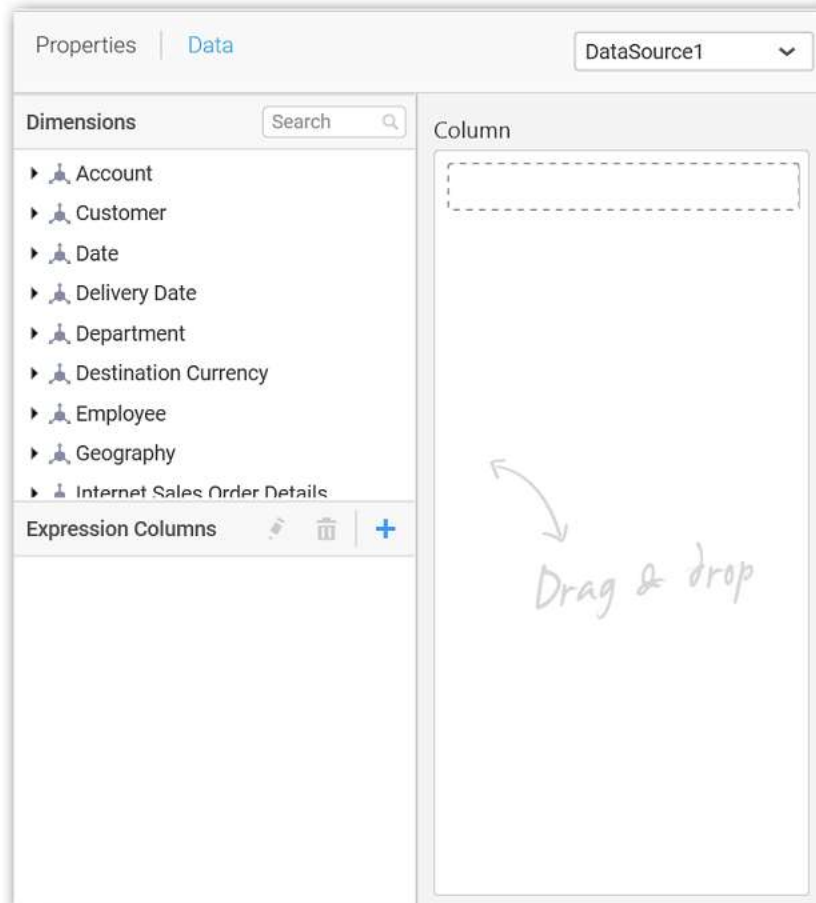 Properties Data DataSource1
Dimensions Search
Column
Account
Customer
Date
Delivery Date
Department
Destination Currency
Employee
Geography
Internet Sales Order Details
Expression Columns +
Drag & drop